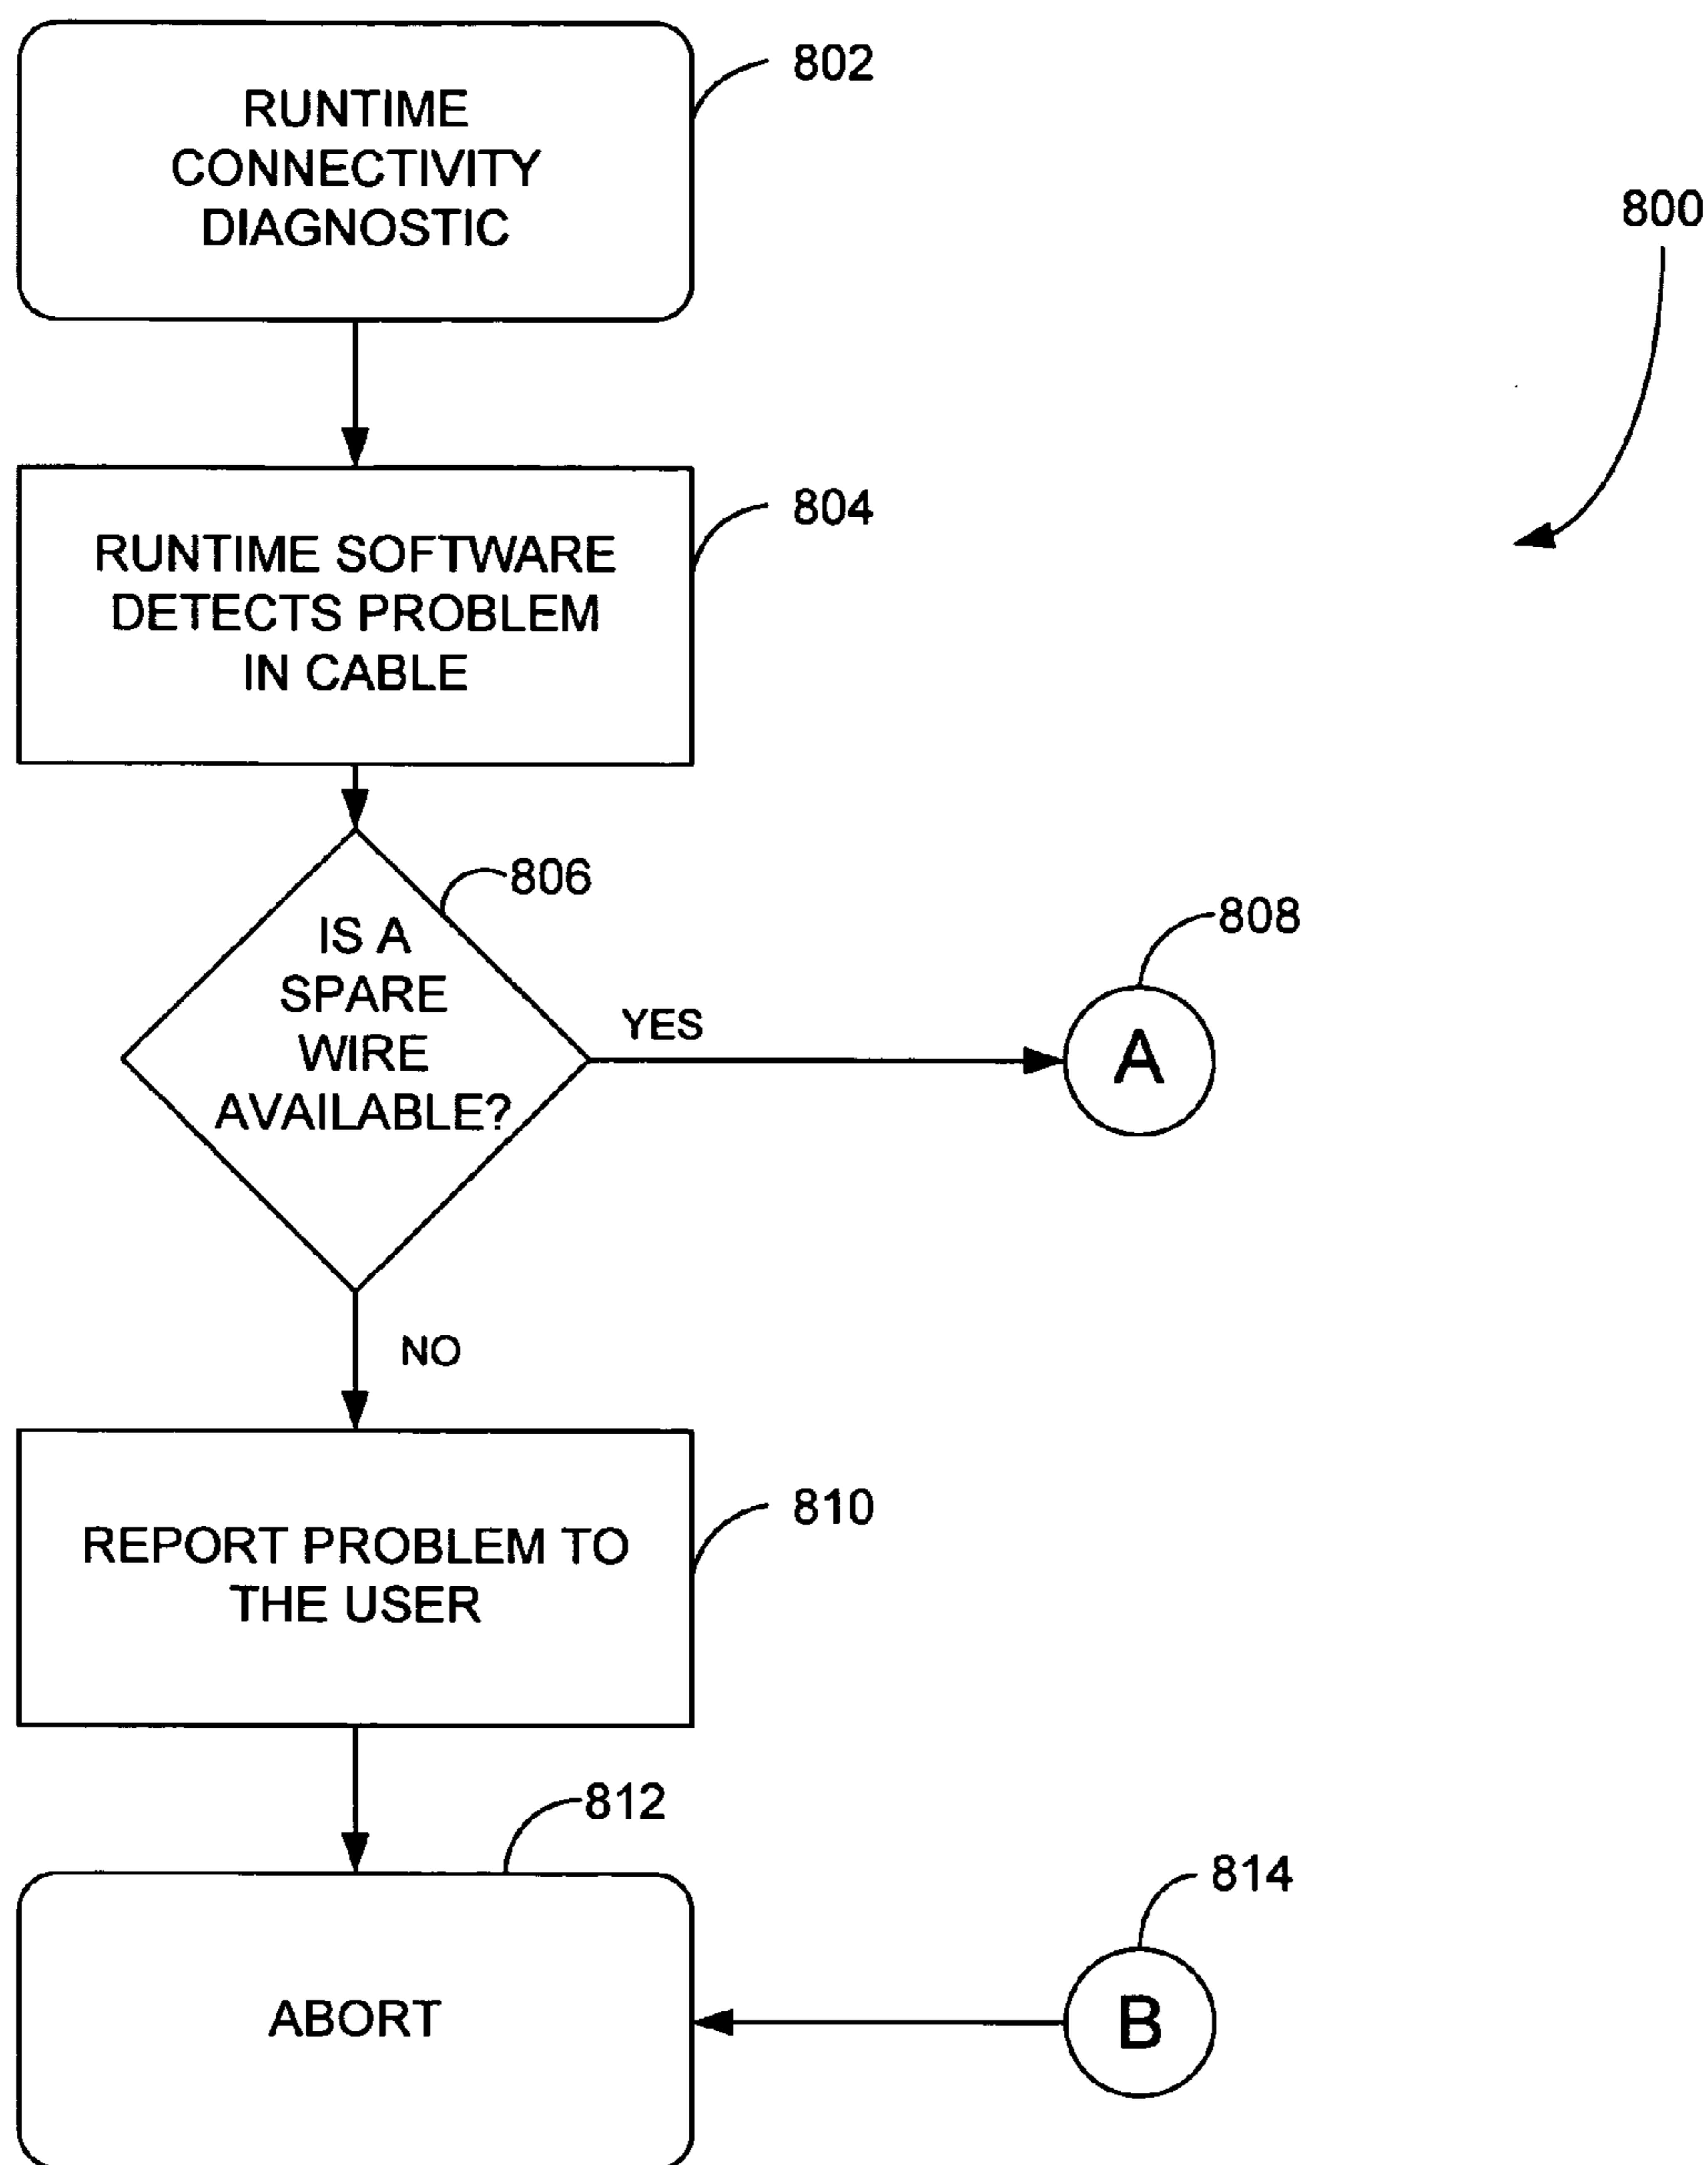 RUNTIME
CONNECTIVITY
DIAGNOSTIC
802
800
RUNTIME SOFTWARE
DETECTS PROBLEM
IN CABLE
804
806
IS A
SPARE
WIRE
AVAILABLE?
YES
808
A
NO
REPORT PROBLEM TO
THE USER
810
812
ABORT
814
B